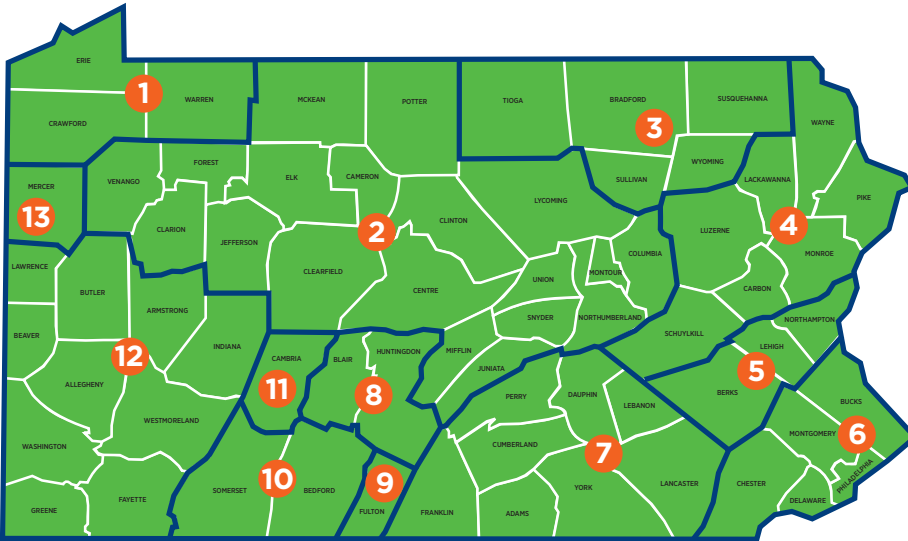 ERIE
1
WARREN
MCKEAN
POTTER
TIOGA
BRADFORD
SUSQUEHANNA
CRAWFORD
3
WAYNE
FOREST
WYOMING
MERCER
VENANGO
ELK
CAMERON
SULLIVAN
LACKAWANNA
PIKE
13
CLARION
2
CLINTON
LYCOMING
LUZERNE
4
JEFFERSON
COLUMBIA
MONROE
LAWRENCE
CLEARFIELD
UNION
MONTOUR
BUTLER
CENTRE
CARBON
ARMSTRONG
SNYDER
NORTHUMBERLAND
NORTHAMPTON
BEAVER
INDIANA
SCHUYLKILL
LEHIGH
12
CAMBRIA
BLAIR
HUNTINGDON
MIFFLIN
JUNIATA
5
ALLEGHENY
11
8
PERRY
DAUPHIN
LEBANON
BERKS
BUCKS
WESTMORELAND
MONTGOMERY
6
WASHINGTON
CUMBERLAND
7
PHILADELPHIA
10
9
SOMERSET
BEDFORD
YORK
LANCASTER
CHESTER
GREENE
FAYETTE
FULTON
FRANKLIN
ADAMS
DELAWARE